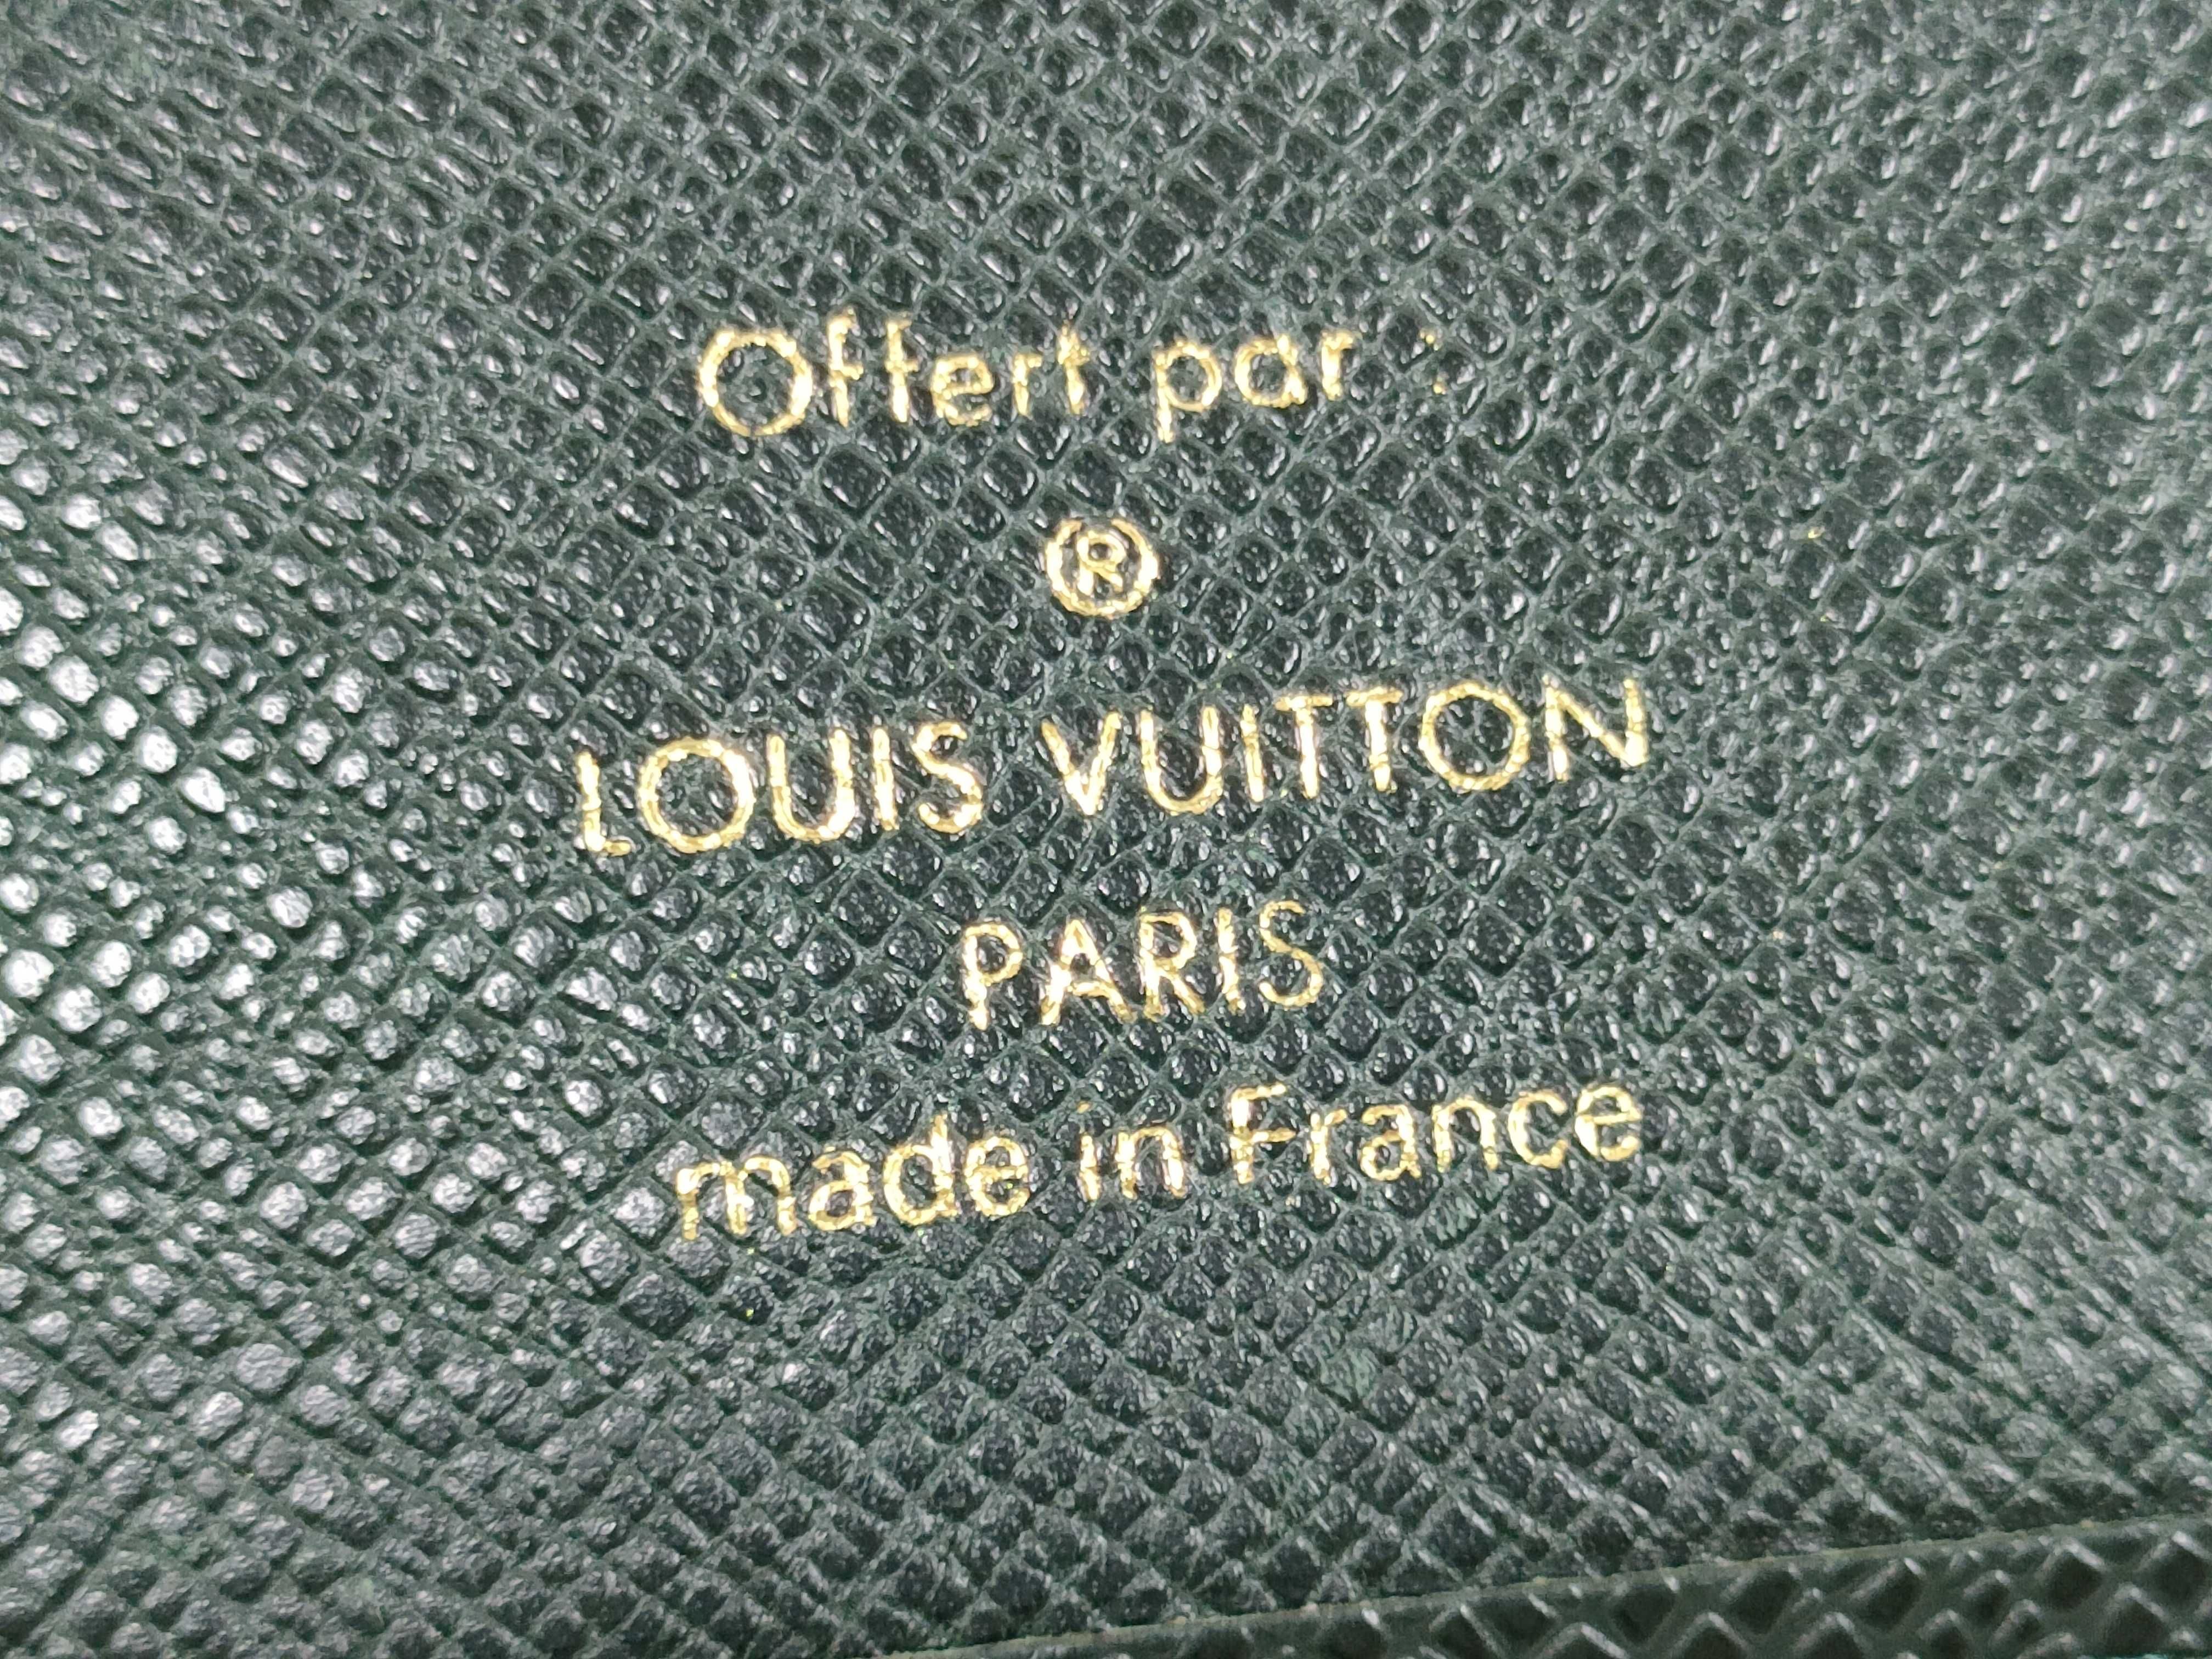 Offert par :
®
LOUIS VUITTON
PARIS
made in France